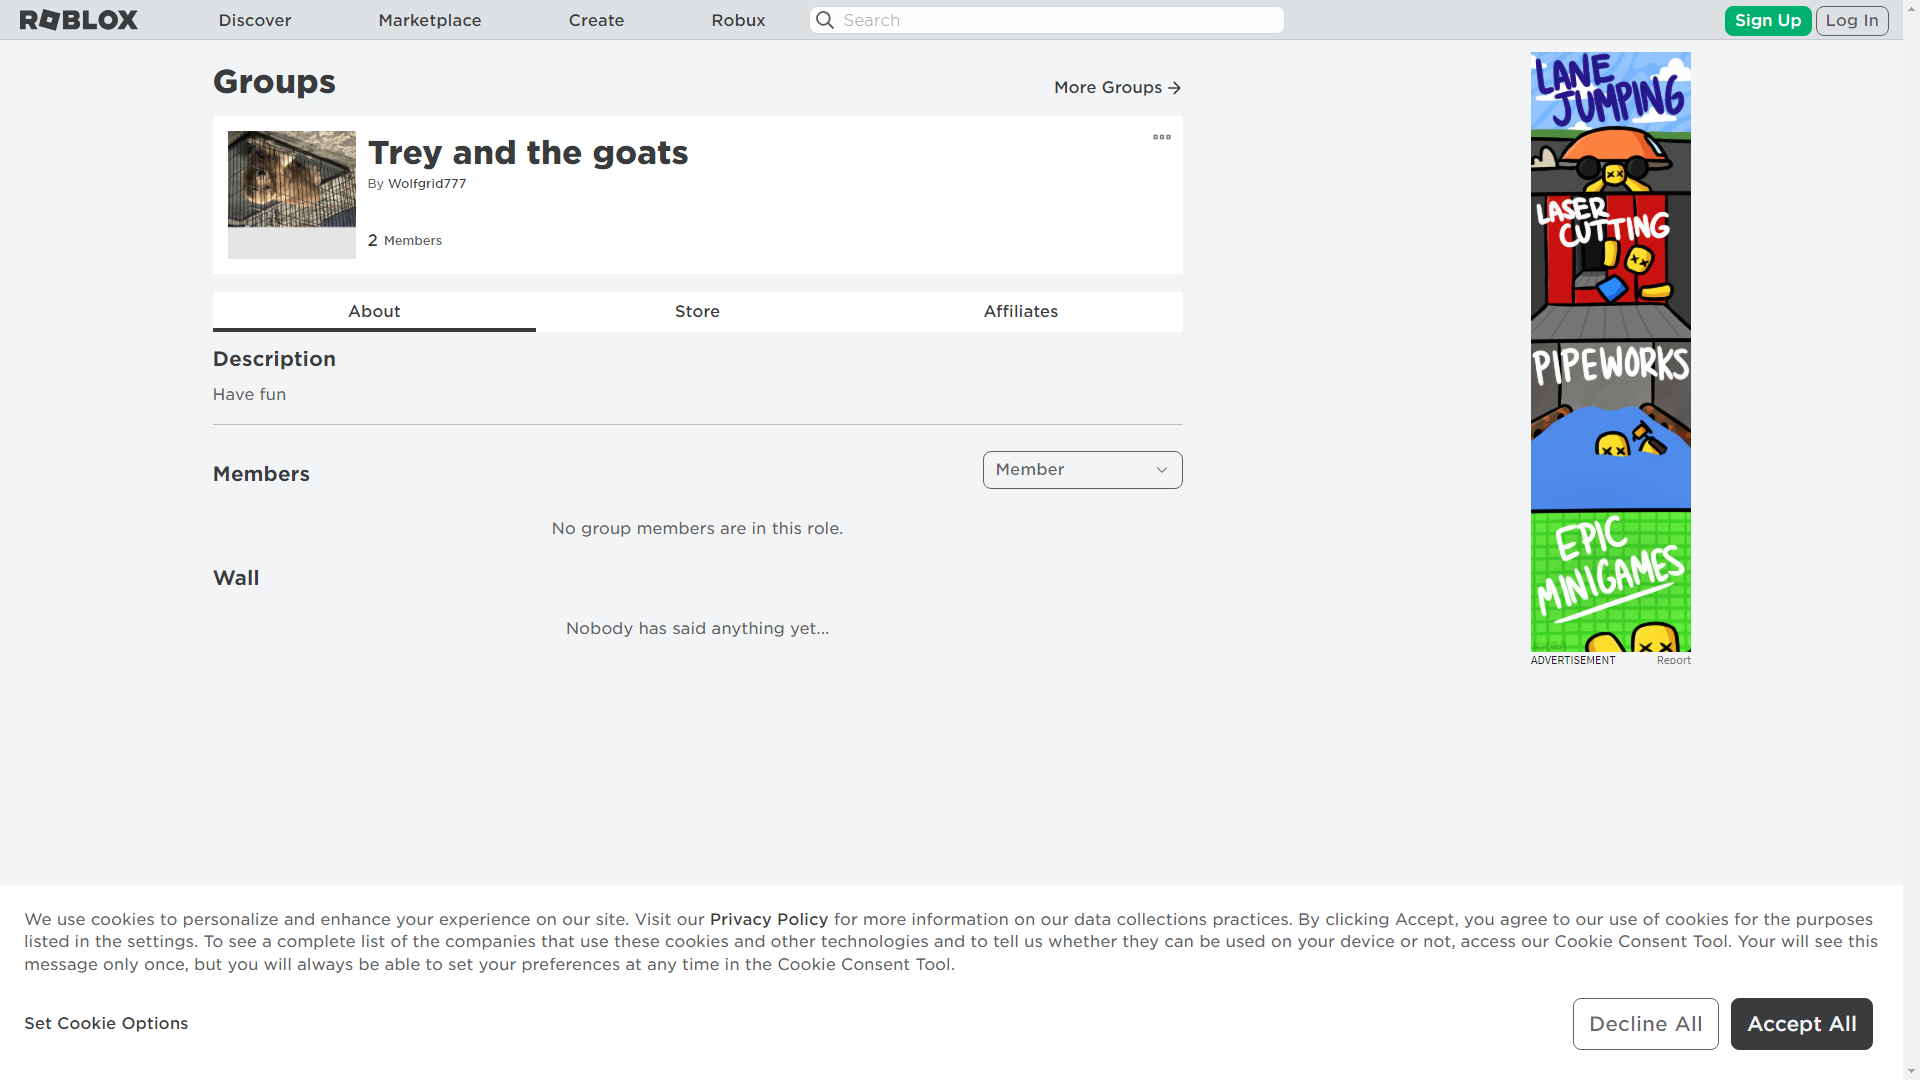 ROBLOX
Discover
Marketplace
Create
Robux
Search
Sign Up
Log In
Groups
More Groups
Trey and the goats
By Wolfgrid777
2 Members
About
Store
Affiliates
Description
Have fun
Members
Member
No group members are in this role.
Wall
Nobody has said anything yet...
LANE
JUMPING
LASER
CUTTING
PIPEWORKS
EPIC
MINIGAMES
ADVERTISEMENT
Report
We use cookies to personalize and enhance your experience on our site. Visit our Privacy Policy for more information on our data collections practices. By clicking Accept, you agree to our use of cookies for the purposes
listed in the settings. To see a complete list of the companies that use these cookies and other technologies and to tell us whether they can be used on your device or not, access our Cookie Consent Tool. Your will see this
message only once, but you will always be able to set your preferences at any time in the Cookie Consent Tool.
Set Cookie Options
Decline All
Accept All